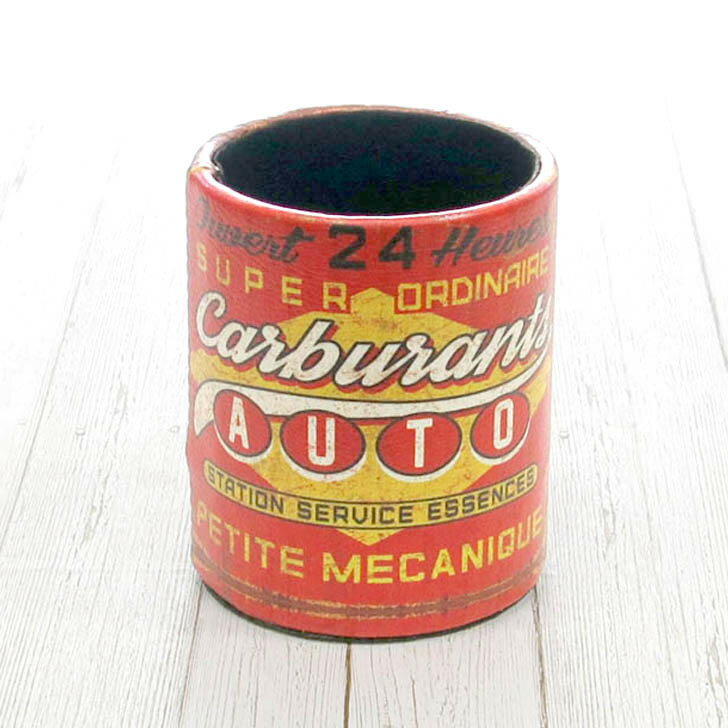 Ouvert 24 Heures
SUPER ORDINAIRE
Carburants
AUTO
STATION SERVICE ESSENCES
PETITE MECANIQUE